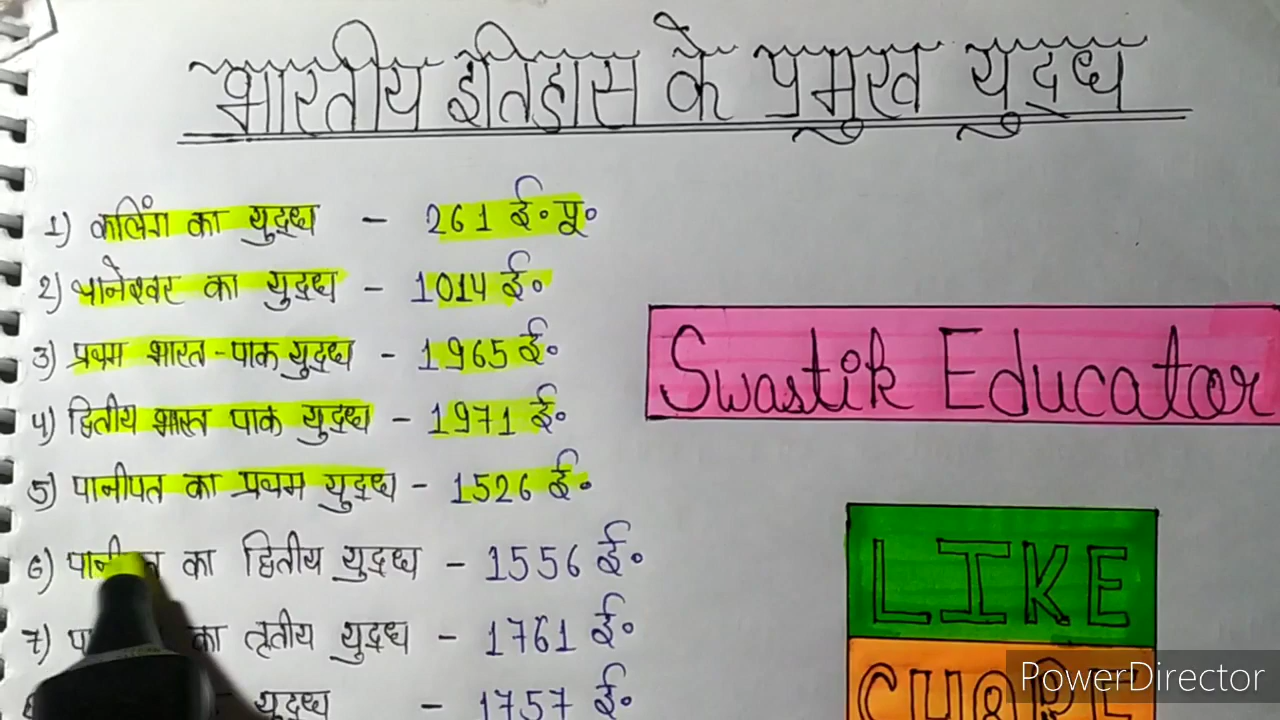 भारतीय इतिहास के प्रमुख युद्ध
1) कलिंग का युद्ध - 261 ई॰ पू॰
2) थानेश्वर का युद्ध - 1014 ई॰
3) प्रथम भारत-पाक युद्ध - 1965 ई॰
4) द्वितीय भारत पाक युद्ध - 1971 ई॰
5) पानीपत का प्रथम युद्ध - 1526 ई॰
6) का द्वितीय युद्ध - 1556 ई॰
7) का तृतीय युद्ध - 1761 ई॰
युद्ध - 1757 ई॰
Swastik Educator
LIKE
PowerDirector